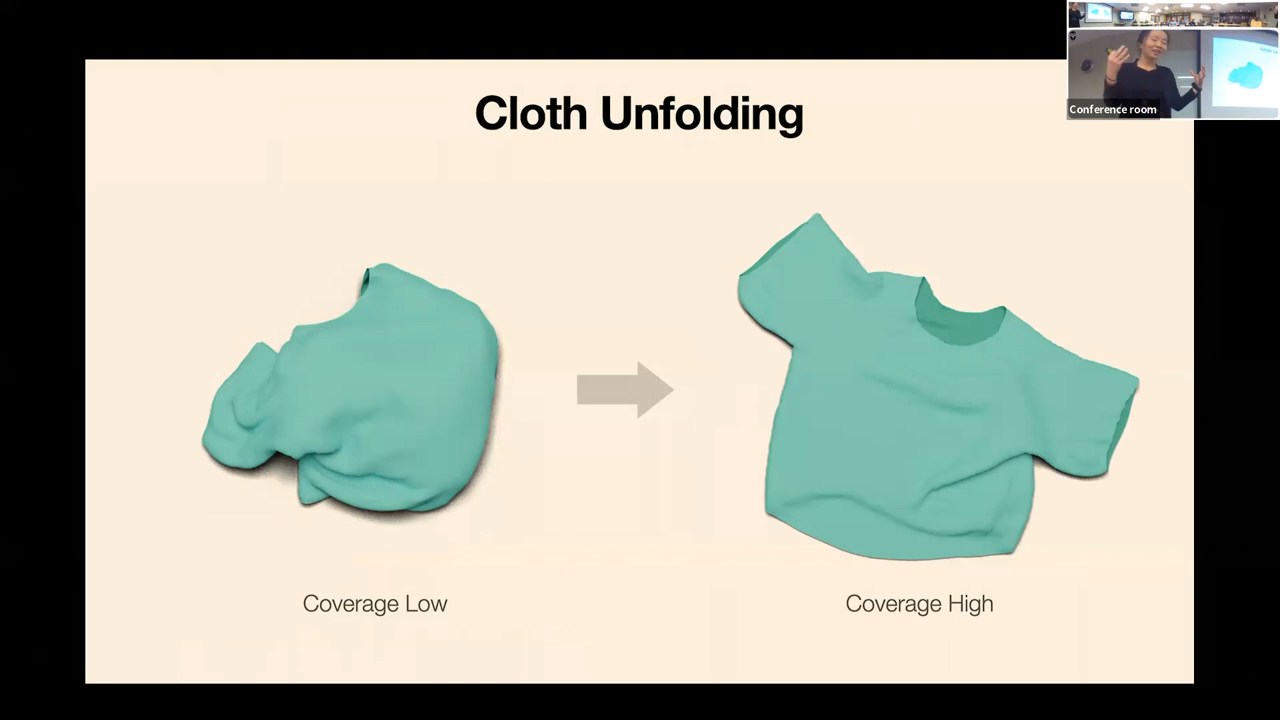 Cloth Unfolding
Conference room
Coverage Low
Coverage High